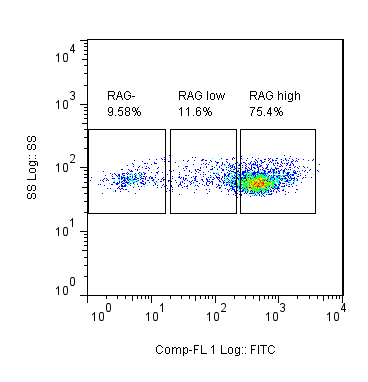 RAG- RAG low RAG high
9.58% 11.6% 75.4%
10^4
10^3
10^2
10^1
10^0
SS Log:: SS
10^0 10^1 10^2 10^3 10^4
Comp-FL 1 Log:: FITC